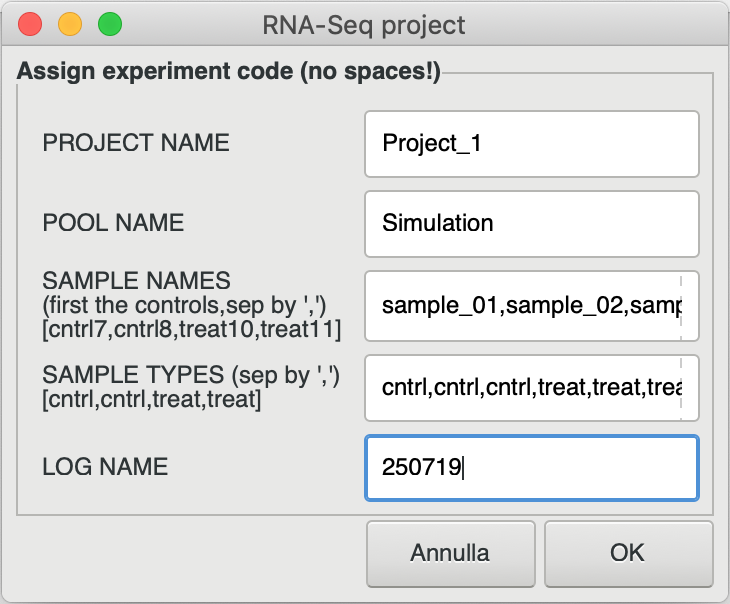 RNA-Seq project
Assign experiment code (no spaces!)
PROJECT NAME
Project_1
POOL NAME
Simulation
SAMPLE NAMES
(first the controls,sep by ',')
[cntrl7,cntrl8,treat10,treat11]
sample_01,sample_02,samp
SAMPLE TYPES (sep by ',')
[cntrl,cntrl,treat,treat]
cntrl,cntrl,cntrl,treat,treat,trea
LOG NAME
250719
Annulla
OK